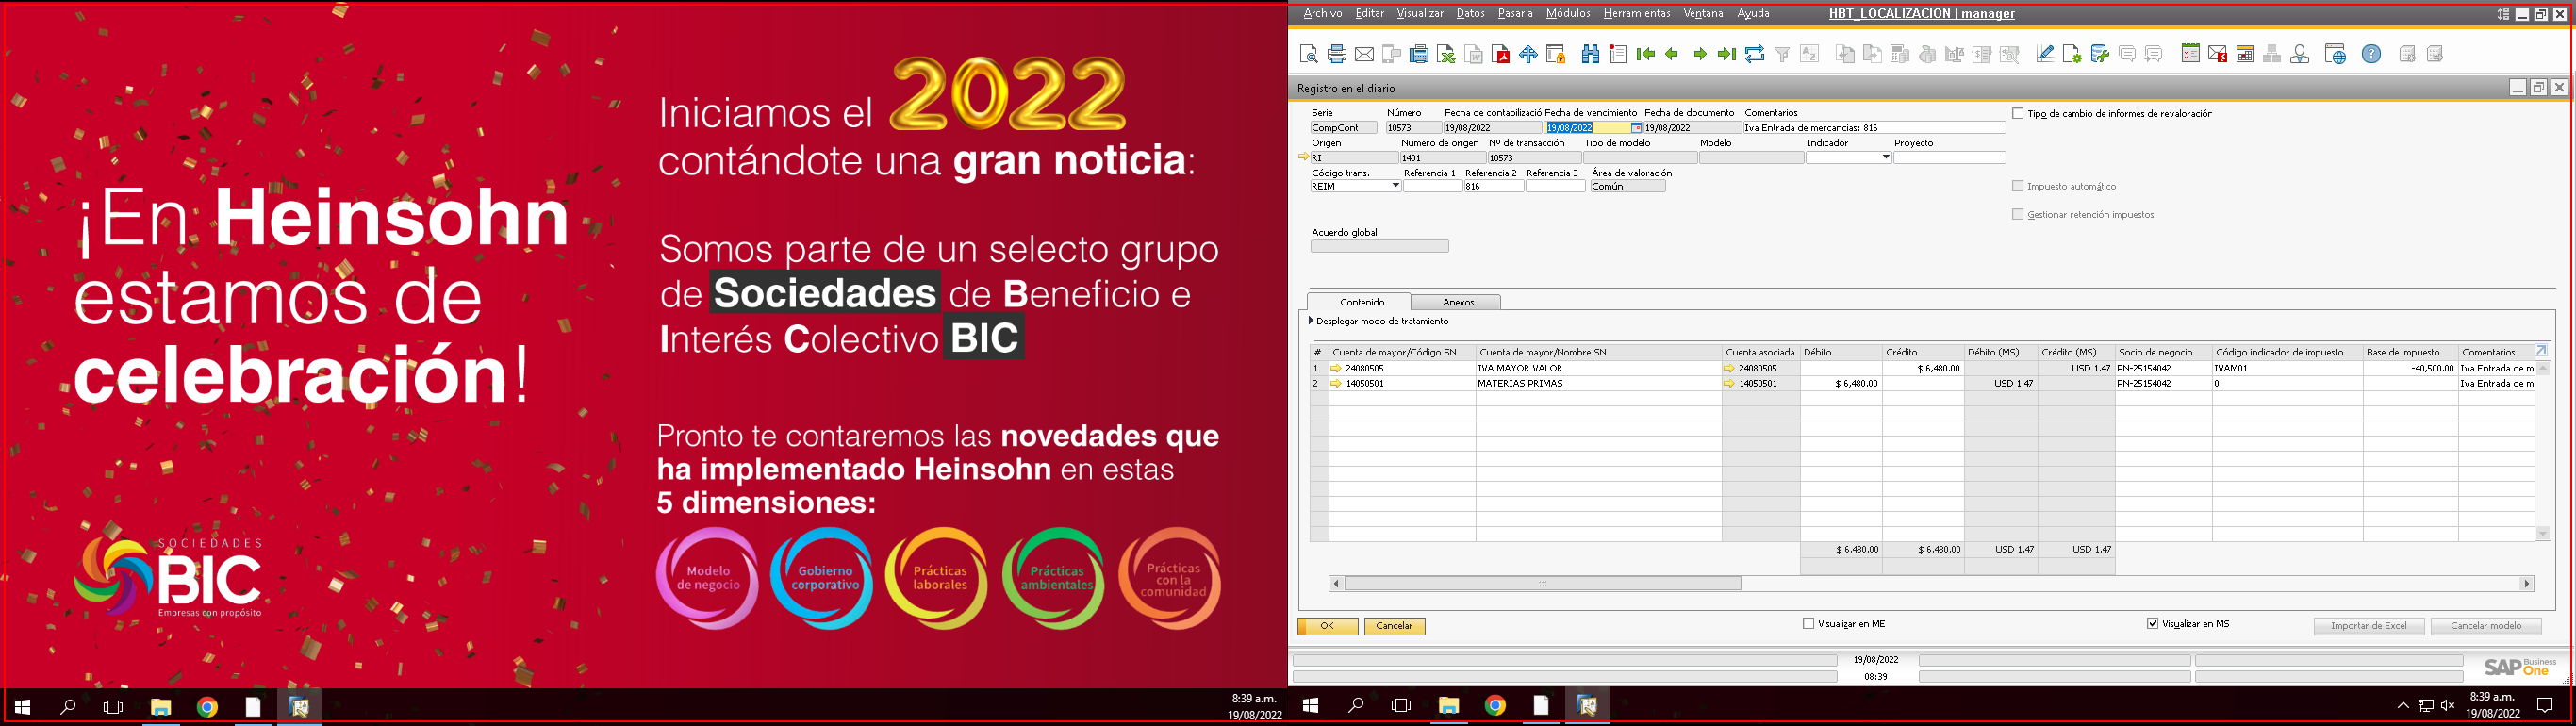 ¡En Heinsohn
estamos de
celebración!
SOCIEDADES
BIC
Empresas con propósito
Iniciamos el 2022
contándote una gran noticia:
Somos parte de un selecto grupo
de Sociedades de Beneficio e
Interés Colectivo BIC
Pronto te contaremos las novedades que
ha implementado Heinsohn en estas
5 dimensiones:
Modelo
de negocio
Gobierno
corporativo
Prácticas
laborales
Prácticas
ambientales
Prácticas
con la
comunidad
8:39 a.m.
19/08/2022
Archivo Editar Visualizar Datos Pasar a Módulos Herramientas Ventana Ayuda HBT_LOCALIZACION | manager
Registro en el diario
Serie Número Fecha de contabilizació Fecha de vencimiento Fecha de documento Comentarios
CompCont 10573 19/08/2022 19/08/2022 19/08/2022 Iva Entrada de mercancías: 816
Tipo de cambio de informes de revaloración
Origen Número de origen Nº de transacción Tipo de modelo Modelo Indicador Proyecto
RI 1401 10573
Código trans. Referencia 1 Referencia 2 Referencia 3 Área de valoración
REIM 816 Común
Impuesto automático
Gestionar retención impuestos
Acuerdo global
Contenido Anexos
Desplegar modo de tratamiento
# Cuenta de mayor/Código SN Cuenta de mayor/Nombre SN Cuenta asociada Débito Crédito Débito (MS) Crédito (MS) Socio de negocio Código indicador de impuesto Base de impuesto Comentarios
1 24080505 IVA MAYOR VALOR 24080505 $ 6,480.00 USD 1.47 PN-25154042 IVAM01 -40,500.00 Iva Entrada de m
2 14050501 MATERIAS PRIMAS 14050501 $ 6,480.00 USD 1.47 PN-25154042 0 Iva Entrada de m
$ 6,480.00 $ 6,480.00 USD 1.47 USD 1.47
OK Cancelar Visualizar en ME Visualizar en MS Importar de Excel Cancelar modelo
19/08/2022
08:39
SAP Business One
8:39 a.m.
19/08/2022